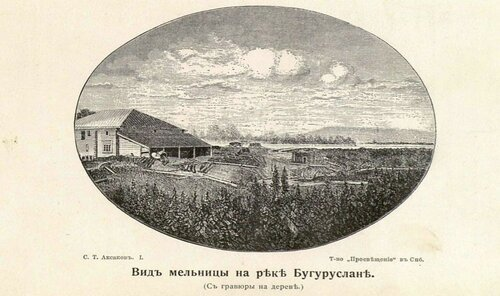 С. Т. Аксаковъ. I.
Т-во „Просвѣщеніе“ въ Спб.
Видъ мельницы на рѣкѣ Бугурусланѣ.
(Съ гравюры на деревѣ.)